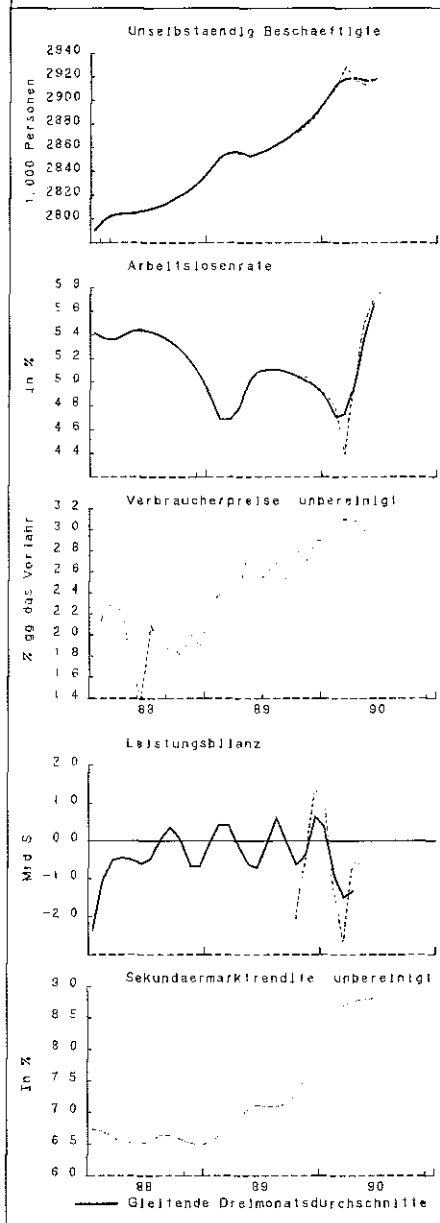 Unselbstaendig Beschaeftigte
1,000 Personen
2940
2920
2900
2880
2860
2840
2820
2800
Arbeitslosenrate
In %
5 8
5 6
5 4
5 2
5 0
4 8
4 6
4 4
Verbraucherpreise unbereinigt
% gg das Vorjahr
3 2
3 0
2 8
2 6
2 4
2 2
2 0
1 8
1 6
1 4
88 89 90
Leistungsbilanz
Mrd S
2 0
1 0
0 0
-1 0
-2 0
Sekundaermarktrendite unbereinigt
In %
9 0
8 5
8 0
7 5
7 0
6 5
6 0
88 89 90
Gleitende Dreimonatsdurchschnitte